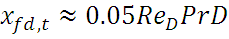 x_{fd,t} ≈ 0.05Re_D PrD